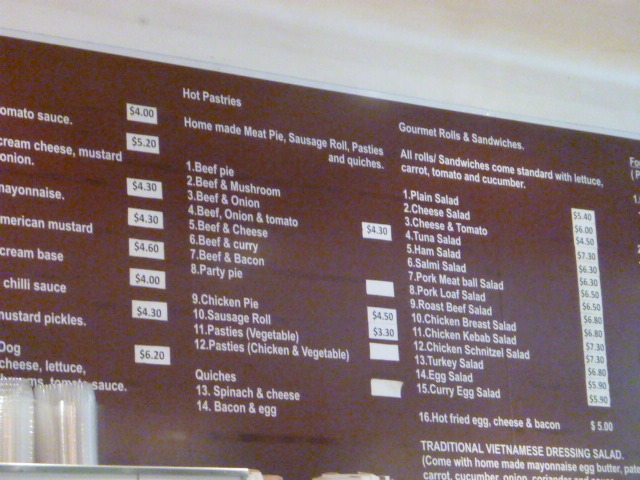 omato sauce.
$4.00
cream cheese, mustard
onion.
$5.20
mayonnaise.
$4.30
merican mustard
$4.30
cream base
$4.60
chilli sauce
$4.00
mustard pickles.
$4.30
Dog
cheese, lettuce,
ms, tomato sauce.
$6.20
Hot Pastries
Home made Meat Pie, Sausage Roll, Pasties
and quiches.
1.Beef pie
2.Beef & Mushroom
3.Beef & Onion
4.Beef, Onion & tomato
5.Beef & Cheese
6.Beef & curry
7.Beef & Bacon
8.Party pie
$4.30
9.Chicken Pie
10.Sausage Roll $4.50
11.Pasties (Vegetable) $3.30
12.Pasties (Chicken & Vegetable)
Quiches
13. Spinach & cheese
14. Bacon & egg
Gourmet Rolls & Sandwiches.
All rolls/ Sandwiches come standard with lettuce,
carrot, tomato and cucumber.
1.Plain Salad $5.40
2.Cheese Salad $6.00
3.Cheese & Tomato $4.50
4.Tuna Salad $7.30
5.Ham Salad $6.30
6.Salmi Salad $6.30
7.Pork Meat ball Salad $6.50
8.Pork Loaf Salad $6.50
9.Roast Beef Salad $6.80
10.Chicken Breast Salad $6.80
11.Chicken Kebab Salad $7.30
12.Chicken Schnitzel Salad $7.30
13.Turkey Salad $6.80
14.Egg Salad $5.90
15.Curry Egg Salad $5.90
16.Hot fried egg, cheese & bacon $ 5.00
TRADITIONAL VIETNAMESE DRESSING SALAD.
(Come with home made mayonnaise egg butter, pate
carrot, cucumber, onion, coriander and
Fo
( P
1.